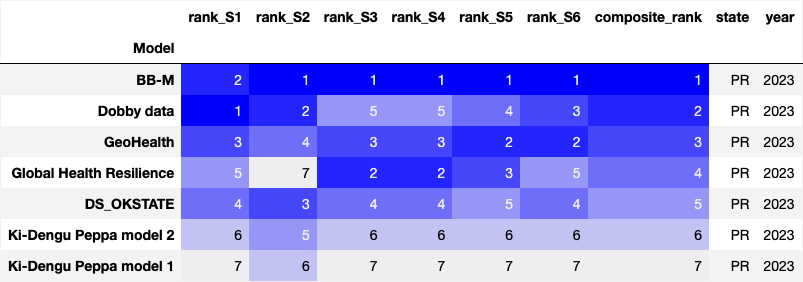 rank_S1 rank_S2 rank_S3 rank_S4 rank_S5 rank_S6 composite_rank state year
Model
BB-M 2 1 1 1 1 1 1 PR 2023
Dobby data 1 2 5 5 4 3 2 PR 2023
GeoHealth 3 4 3 3 2 2 3 PR 2023
Global Health Resilience 5 7 2 2 3 5 4 PR 2023
DS_OKSTATE 4 3 4 4 5 4 5 PR 2023
Ki-Dengu Peppa model 2 6 5 6 6 6 6 6 PR 2023
Ki-Dengu Peppa model 1 7 6 7 7 7 7 7 PR 2023